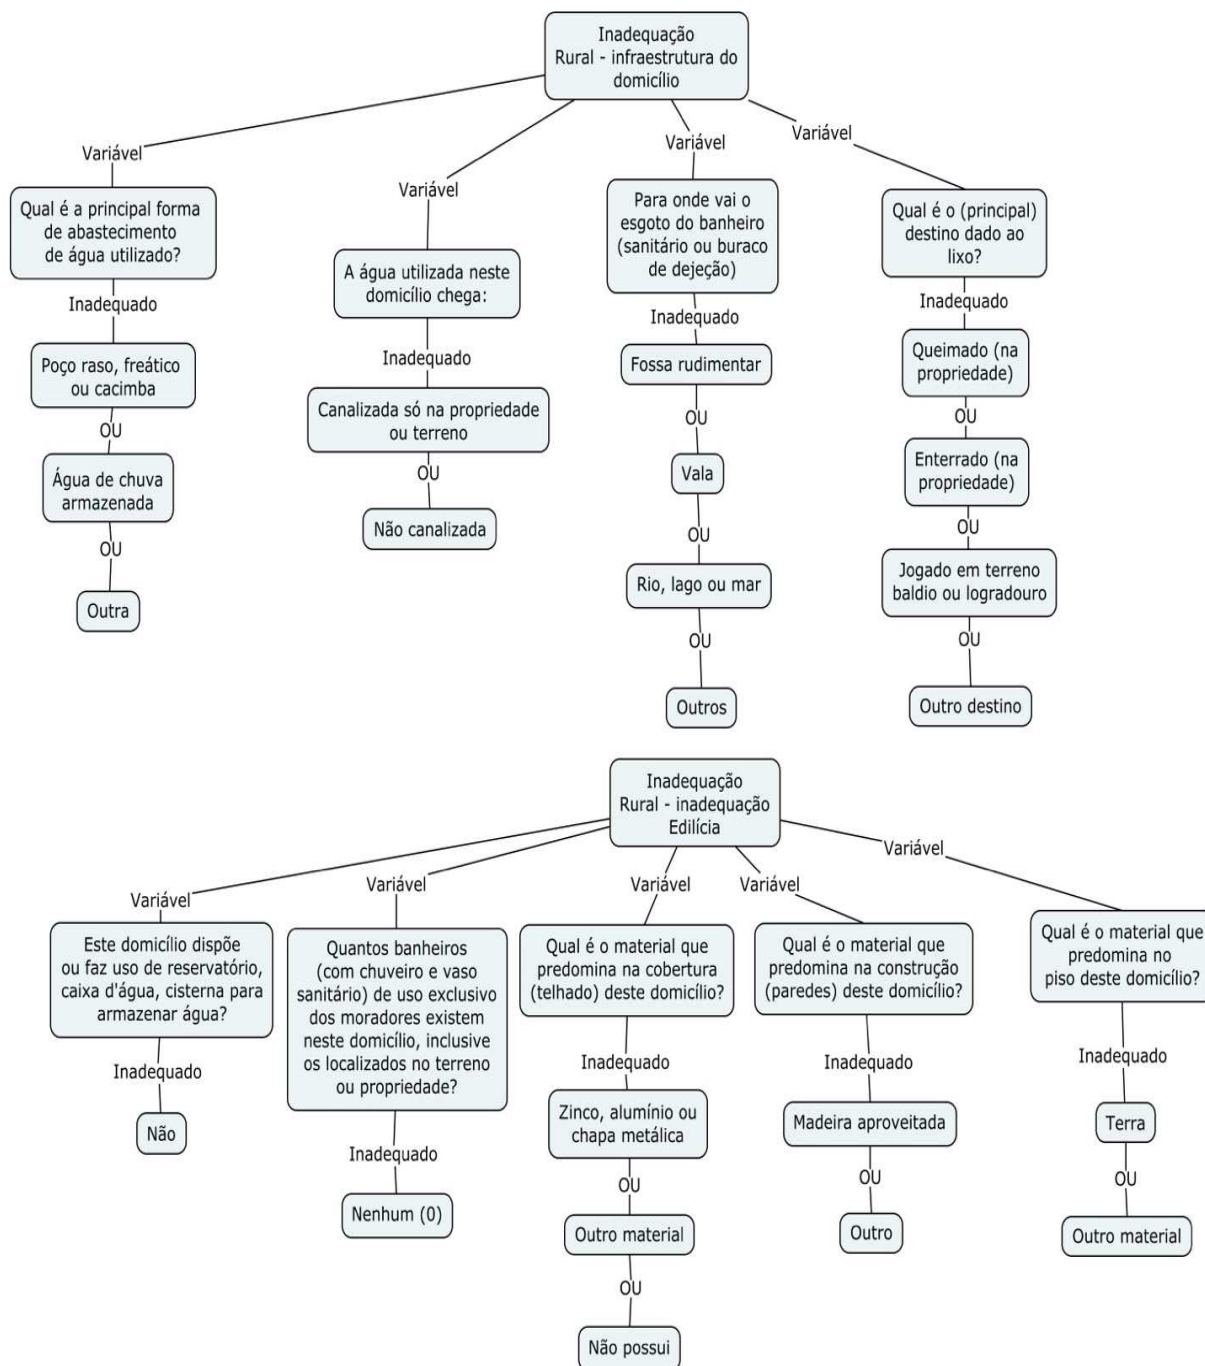 Inadequação
Rural - infraestrutura do
domicílio
Variável
Qual é a principal forma
de abastecimento
de água utilizado?
Inadequado
Poço raso, freático
ou cacimba
OU
Água de chuva
armazenada
OU
Outra
Variável
A água utilizada neste
domicílio chega:
Inadequado
Canalizada só na propriedade
ou terreno
OU
Não canalizada
Variável
Para onde vai o
esgoto do banheiro
(sanitário ou buraco
de dejeção)
Inadequado
Fossa rudimentar
OU
Vala
OU
Rio, lago ou mar
OU
Outros
Variável
Qual é o (principal)
destino dado ao
lixo?
Inadequado
Queimado (na
propriedade)
OU
Enterrado (na
propriedade)
OU
Jogado em terreno
baldio ou logradouro
OU
Outro destino
Inadequação
Rural - inadequação
Edilícia
Variável
Este domicílio dispõe
ou faz uso de reservatório,
caixa d'água, cisterna para
armazenar água?
Inadequado
Não
Variável
Quantos banheiros
(com chuveiro e vaso
sanitário) de uso exclusivo
dos moradores existem
neste domicílio, inclusive
os localizados no terreno
ou propriedade?
Inadequado
Nenhum (0)
Variável
Qual é o material que
predomina na cobertura
(telhado) deste domicílio?
Inadequado
Zinco, alumínio ou
chapa metálica
OU
Outro material
OU
Não possui
Variável
Qual é o material que
predomina na construção
(paredes) deste domicílio?
Inadequado
Madeira aproveitada
OU
Outro
Variável
Qual é o material que
predomina no
piso deste domicílio?
Inadequado
Terra
OU
Outro material